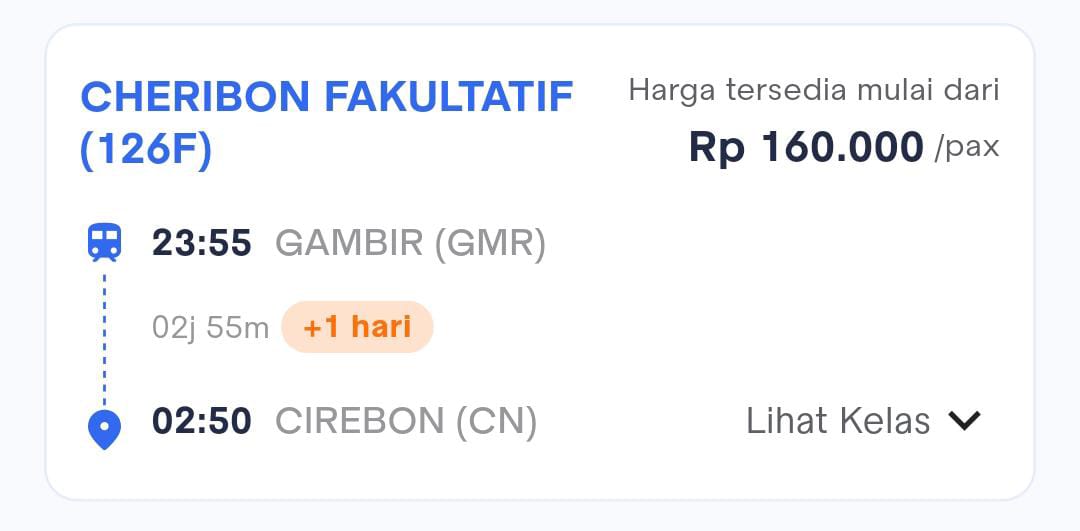 CHERIBON FAKULTATIF
(126F)
Harga tersedia mulai dari
Rp 160.000 /pax
23:55 GAMBIR (GMR)
02j 55m +1 hari
02:50 CIREBON (CN)
Lihat Kelas